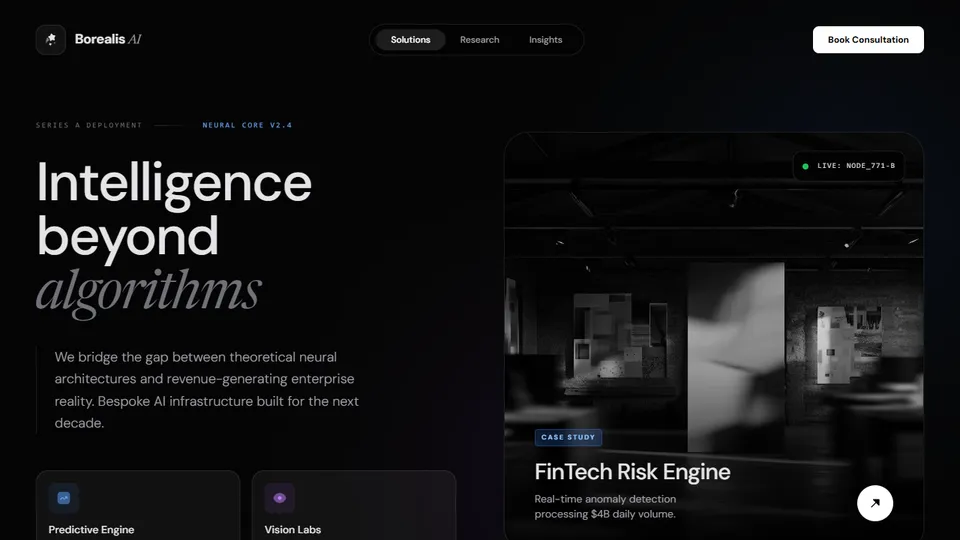 Borealis AI
Solutions
Research
Insights
Book Consultation
SERIES A DEPLOYMENT
NEURAL CORE V2.4
Intelligence
beyond
algorithms
We bridge the gap between theoretical neural
architectures and revenue-generating enterprise
reality. Bespoke AI infrastructure built for the next
decade.
Predictive Engine
Vision Labs
LIVE: NODE_771-B
CASE STUDY
FinTech Risk Engine
Real-time anomaly detection
processing $4B daily volume.